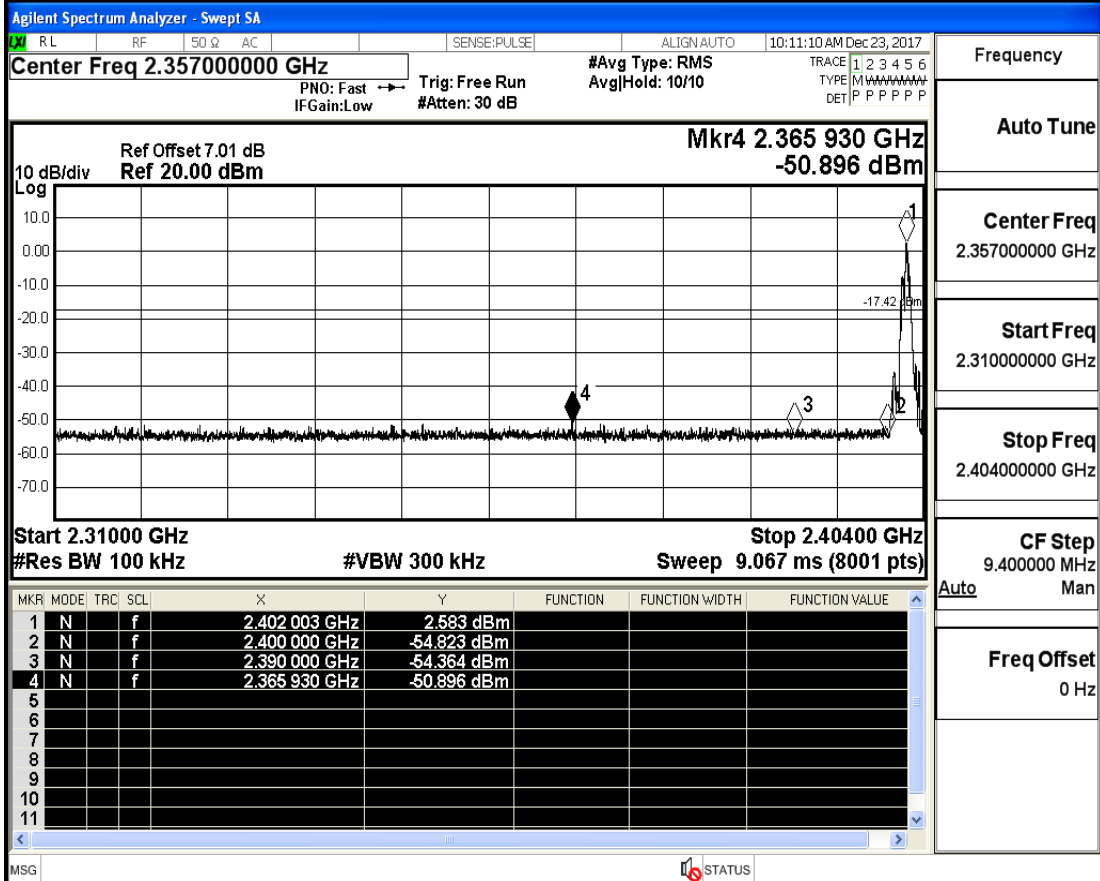 Agilent Spectrum Analyzer - Swept SA
LXI RL RF 50 Ω AC SENSE:PULSE ALIGN AUTO 10:11:10 AM Dec 23, 2017
Center Freq 2.357000000 GHz
PNO: Fast
IFGain:Low
Trig: Free Run
#Atten: 30 dB
#Avg Type: RMS
Avg|Hold: 10/10
TRACE 1 2 3 4 5 6
TYPE M WWWWW
DET P P P P P P
Mkr4 2.365 930 GHz
-50.896 dBm
Ref Offset 7.01 dB
10 dB/div Ref 20.00 dBm
Log
10.0
0.00
-10.0
-20.0
-30.0
-40.0
-50.0
-60.0
-70.0
1
-17.42 dBm
4
3
2
Start 2.31000 GHz Stop 2.40400 GHz
#Res BW 100 kHz #VBW 300 kHz Sweep 9.067 ms (8001 pts)
MKR MODE TRC SCL X Y FUNCTION FUNCTION WIDTH FUNCTION VALUE
1 N f 2.402 003 GHz 2.583 dBm
2 N f 2.400 000 GHz -54.823 dBm
3 N f 2.390 000 GHz -54.364 dBm
4 N f 2.365 930 GHz -50.896 dBm
5
6
7
8
9
10
11
MSG STATUS
Frequency
Auto Tune
Center Freq
2.357000000 GHz
Start Freq
2.310000000 GHz
Stop Freq
2.404000000 GHz
CF Step
9.400000 MHz
Auto Man
Freq Offset
0 Hz